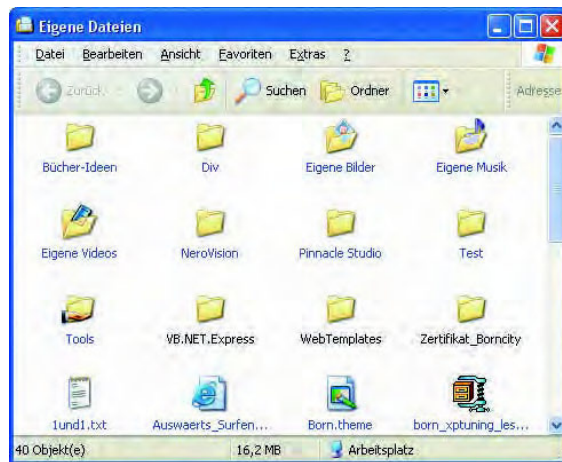 Eigene Dateien
Datei Bearbeiten Ansicht Favoriten Extras ?
Zurück Suchen Ordner Adresse
Bücher-Ideen Div Eigene Bilder Eigene Musik
Eigene Videos NeroVision Pinnacle Studio Test
Tools VB.NET.Express WebTemplates Zertifikat_Borncity
1und1.txt Auswaerts_Surfen... Born.theme born_xptuning_les...
40 Objekt(e) 16,2 MB Arbeitsplatz